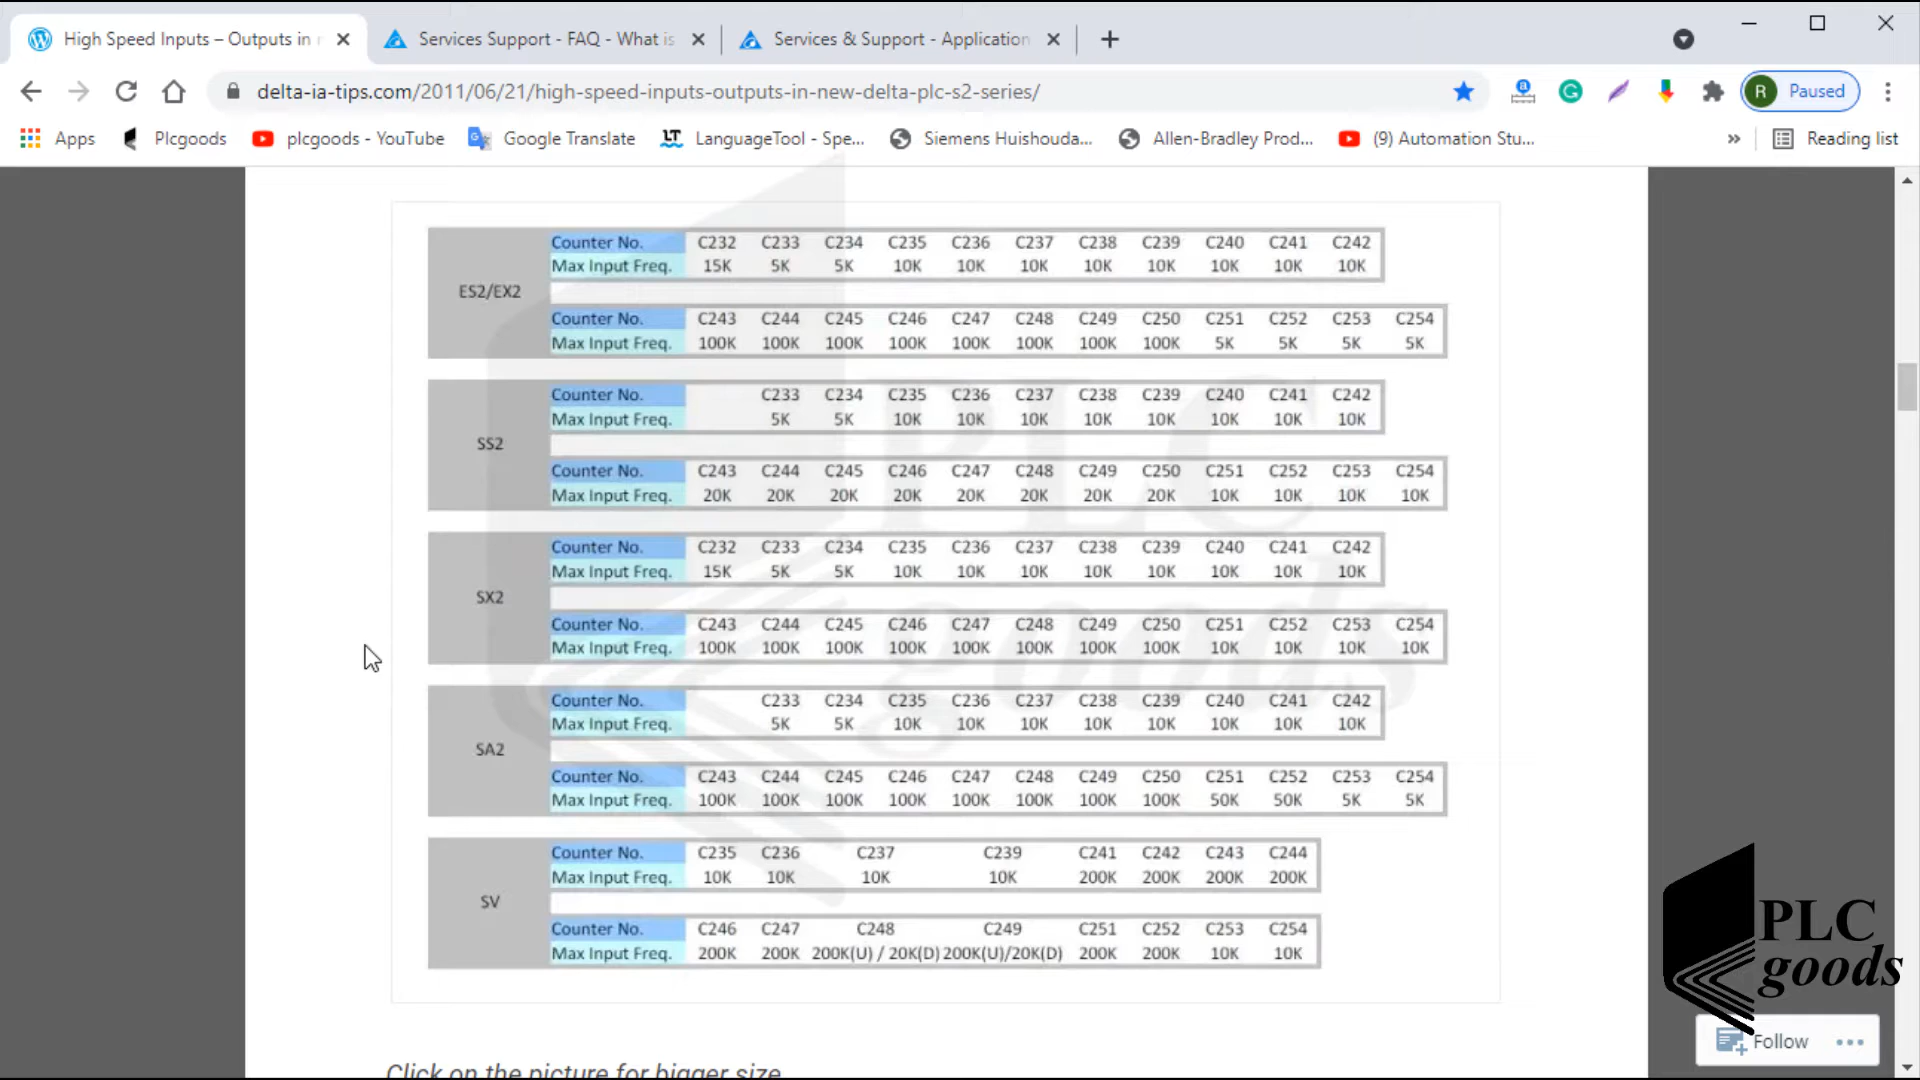 High Speed Inputs – Outputs in
Services Support - FAQ - What is
Services & Support - Application
delta-ia-tips.com/2011/06/21/high-speed-inputs-outputs-in-new-delta-plc-s2-series/
R Paused
Apps Plcgoods plcgoods - YouTube Google Translate LT LanguageTool - Spe... Siemens Huishouda... Allen-Bradley Prod... (9) Automation Stu... » Reading list
Counter No. C232 C233 C234 C235 C236 C237 C238 C239 C240 C241 C242
Max Input Freq. 15K 5K 5K 10K 10K 10K 10K 10K 10K 10K 10K
ES2/EX2
Counter No. C243 C244 C245 C246 C247 C248 C249 C250 C251 C252 C253 C254
Max Input Freq. 100K 100K 100K 100K 100K 100K 100K 100K 5K 5K 5K 5K
Counter No. C233 C234 C235 C236 C237 C238 C239 C240 C241 C242
Max Input Freq. 5K 5K 10K 10K 10K 10K 10K 10K 10K 10K
SS2
Counter No. C243 C244 C245 C246 C247 C248 C249 C250 C251 C252 C253 C254
Max Input Freq. 20K 20K 20K 20K 20K 20K 20K 20K 10K 10K 10K 10K
Counter No. C232 C233 C234 C235 C236 C237 C238 C239 C240 C241 C242
Max Input Freq. 15K 5K 5K 10K 10K 10K 10K 10K 10K 10K 10K
SX2
Counter No. C243 C244 C245 C246 C247 C248 C249 C250 C251 C252 C253 C254
Max Input Freq. 100K 100K 100K 100K 100K 100K 100K 100K 10K 10K 10K 10K
Counter No. C233 C234 C235 C236 C237 C238 C239 C240 C241 C242
Max Input Freq. 5K 5K 10K 10K 10K 10K 10K 10K 10K 10K
SA2
Counter No. C243 C244 C245 C246 C247 C248 C249 C250 C251 C252 C253 C254
Max Input Freq. 100K 100K 100K 100K 100K 100K 100K 100K 50K 50K 5K 5K
Counter No. C235 C236 C237 C239 C241 C242 C243 C244
Max Input Freq. 10K 10K 10K 10K 200K 200K 200K 200K
SV
Counter No. C246 C247 C248 C249 C251 C252 C253 C254
Max Input Freq. 200K 200K 200K(U) / 20K(D) 200K(U)/20K(D) 200K 200K 10K 10K
PLC
goods
PLC
goods
Follow
Click on the picture for bigger size